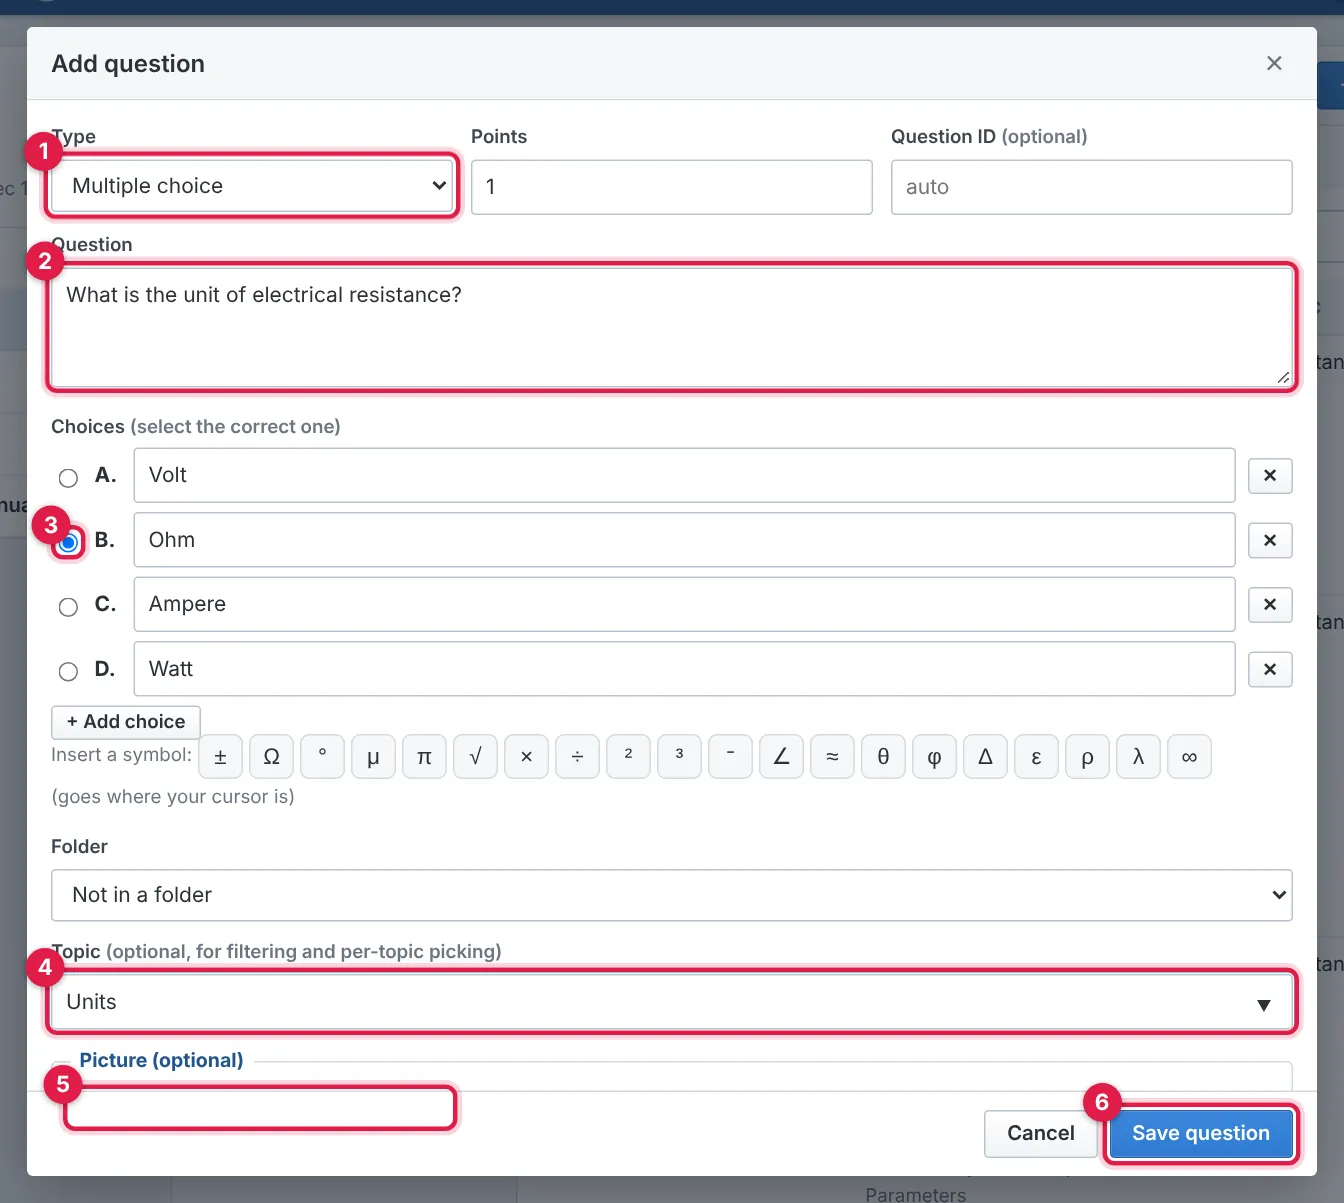 Add question ×
Type Points Question ID (optional)
1
Multiple choice 1 auto
Question
2
What is the unit of electrical resistance?
Choices (select the correct one)
A. Volt ×
3
B. Ohm ×
C. Ampere ×
D. Watt ×
+ Add choice
Insert a symbol: ± Ω ° μ π √ × ÷ ² ³ ⁻ ∠ ≈ θ φ Δ ε ρ λ ∞
(goes where your cursor is)
Folder
Not in a folder
Topic (optional, for filtering and per-topic picking)
4
Units
Picture (optional)
5
6
Cancel Save question
Parameters